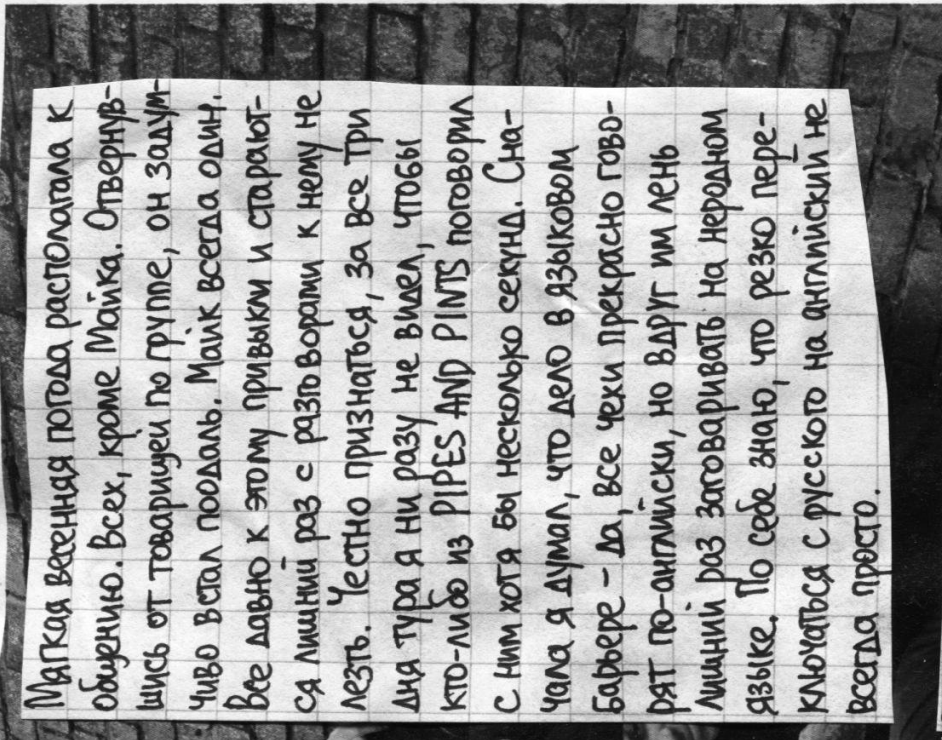 Мягкая весенняя погода располагала к
общению. Всех, кроме Майка. Отвернув-
шись от товарищей по группе, он задум-
чиво встал поодаль. Майк всегда один.
Все давно к этому привыкли и старают-
ся лишний раз с разговорами к нему не
лезть. Честно признаться, за все три
дня тура я ни разу не видел, чтобы
кто-либо из PIPES AND PINTS поговорил
с ним хотя бы несколько секунд. Сна-
чала я думал, что дело в языковом
барьере – да, все чехи прекрасно гово-
рят по-английски, но вдруг им лень
лишний раз заговаривать на неродном
языке. По себе знаю, что резко пере-
ключаться с русского на английский не
всегда просто.